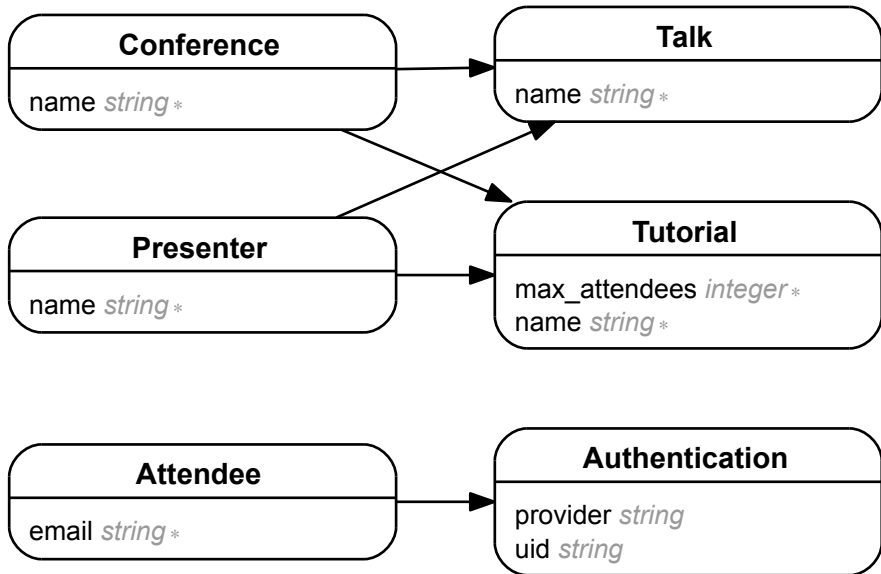 Conference
name string *
Talk
name string *
Presenter
name string *
Tutorial
max_attendees integer *
name string *
Attendee
email string *
Authentication
provider string
uid string